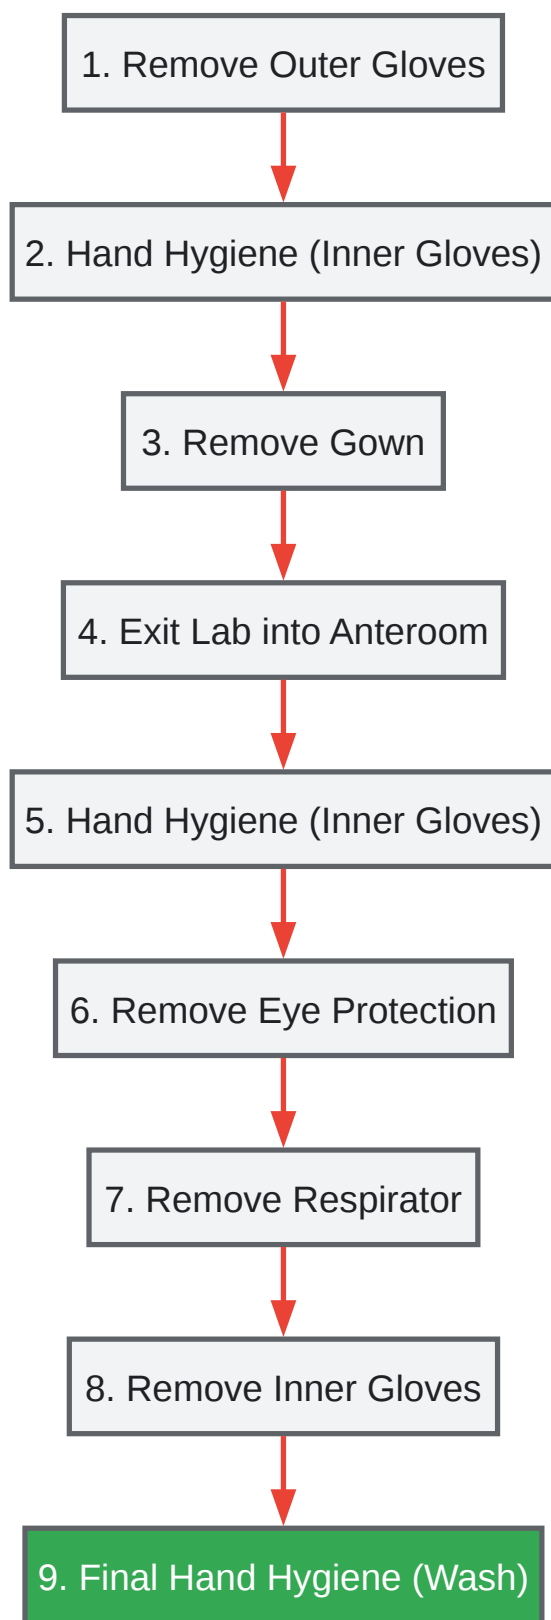 1. Remove Outer Gloves
2. Hand Hygiene (Inner Gloves)
3. Remove Gown
4. Exit Lab into Anteroom
5. Hand Hygiene (Inner Gloves)
6. Remove Eye Protection
7. Remove Respirator
8. Remove Inner Gloves
9. Final Hand Hygiene (Wash)